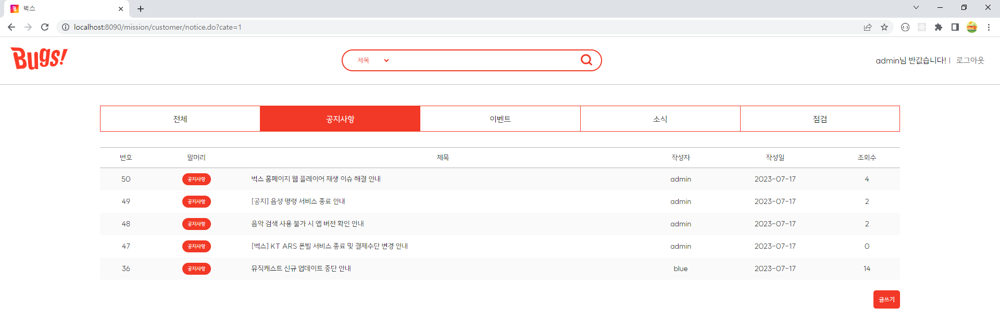 벅스
localhost:8090/mission/customer/notice.do?cate=1
Bugs!
제목
admin님 반갑습니다! | 로그아웃
전체 공지사항 이벤트 소식 점검
번호 말머리 제목 작성자 작성일 조회수
50 공지사항 벅스 홈페이지 웹 플레이어 재생 이슈 해결 안내 admin 2023-07-17 4
49 공지사항 [공지] 음성 명령 서비스 종료 안내 admin 2023-07-17 2
48 공지사항 음악 검색 사용 불가 시 앱 버전 확인 안내 admin 2023-07-17 2
47 공지사항 [벅스] KT ARS 폰빌 서비스 종료 및 결제수단 변경 안내 admin 2023-07-17 0
36 공지사항 뮤직캐스트 신규 업데이트 중단 안내 blue 2023-07-17 14
글쓰기